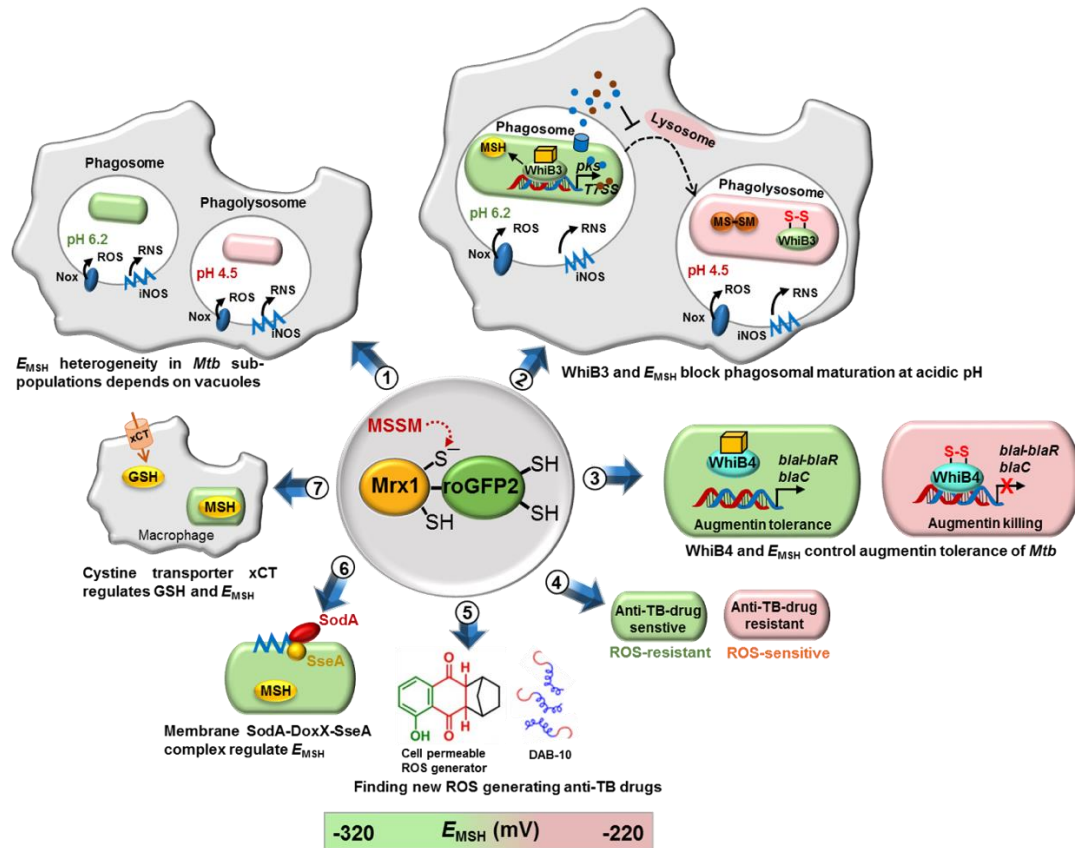 Phagosome
pH 6.2
ROS
RNS
Nox
iNOS
Phagolysosome
pH 4.5
ROS
RNS
Nox
iNOS
EMSH heterogeneity in Mtb sub-
populations depends on vacuoles
1
Phagosome
MSH
WhiB3
pks
T7SS
pH 6.2
ROS
RNS
Nox
iNOS
Lysosome
Phagolysosome
MS-SM
S-S
WhiB3
pH 4.5
ROS
RNS
Nox
iNOS
WhiB3 and EMSH block phagosomal maturation at acidic pH
2
MSSM
S–
Mrx1
roGFP2
SH
SH
SH
3
WhiB4
blaI-blaR
blaC
Augmentin tolerance
S-S
WhiB4
blaI-blaR
blaC
X
Augmentin killing
WhiB4 and EMSH control augmentin tolerance of Mtb
4
Anti-TB-drug
senstive
ROS-resistant
Anti-TB-drug
resistant
ROS-sensitive
5
O
H
H
O
OH
Cell permeable
ROS generator
DAB-10
Finding new ROS generating anti-TB drugs
6
SodA
SseA
MSH
Membrane SodA-DoxX-SseA
complex regulate EMSH
7
xCT
GSH
MSH
Macrophage
Cystine transporter xCT
regulates GSH and EMSH
-320 EMSH (mV) -220